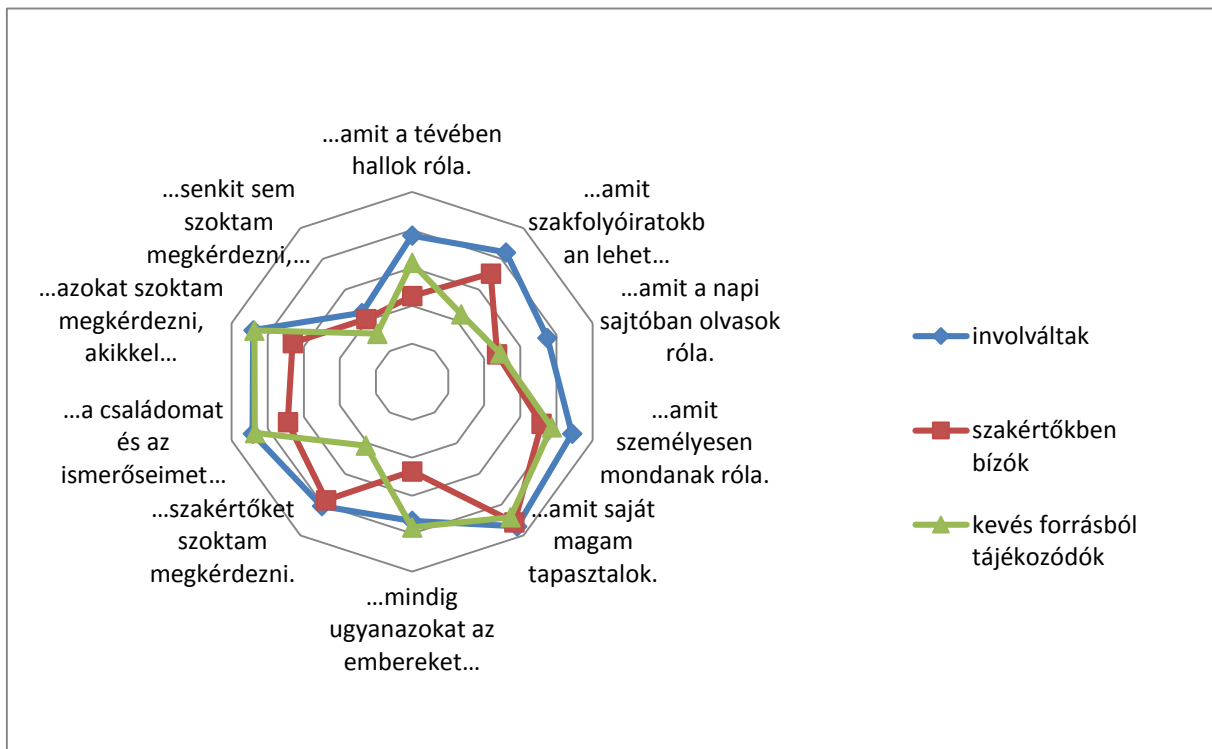 ...amit a tévében
hallok róla.
...amit
szakfolyóiratokb
an lehet...
...amit a napi
sajtóban olvasok
róla.
...amit
személyesen
mondanak róla.
...amit saját
magam
tapasztalok.
...mindig
ugyanazokat az
embereket...
...szakértőket
szoktam
megkérdezni.
...a családomat
és az
ismerőseimet...
...azokat szoktam
megkérdezni,
akikkel...
...senkit sem
szoktam
megkérdezni,...
involváltak
szakértőkben
bízók
kevés forrásból
tájékozódók